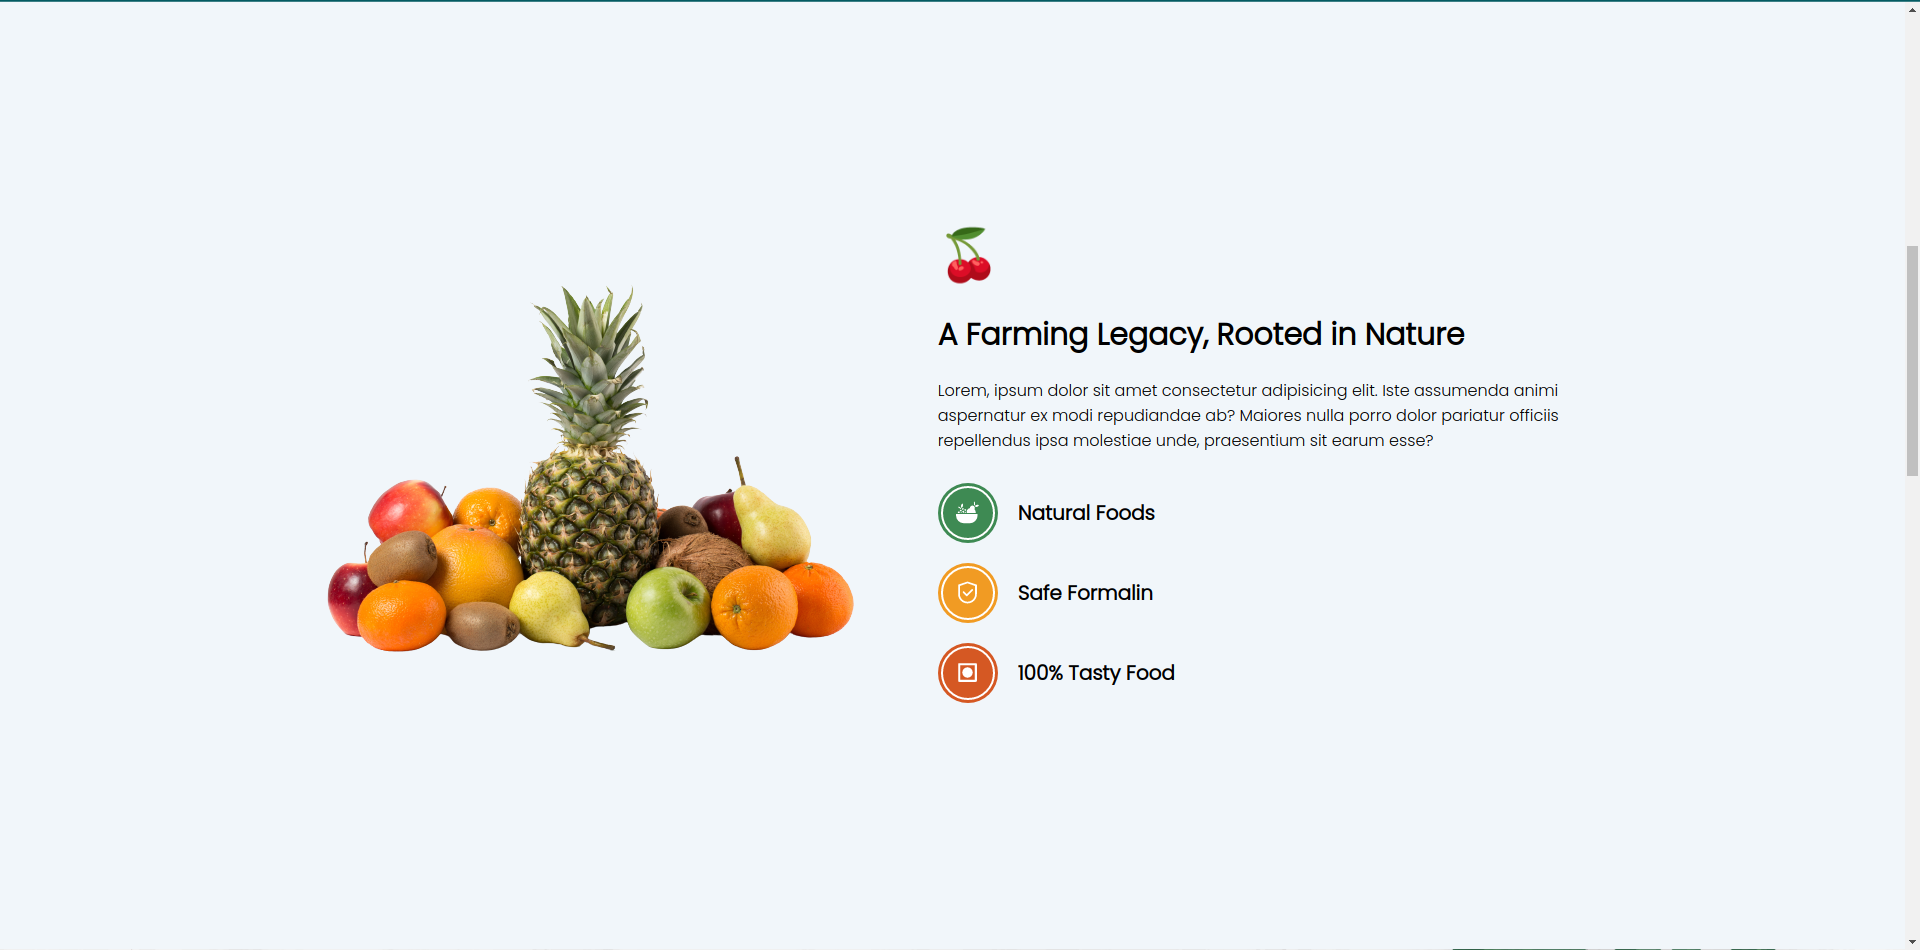 A Farming Legacy, Rooted in Nature
Lorem, ipsum dolor sit amet consectetur adipisicing elit. Iste assumenda animi
aspernatur ex modi repudiandae ab? Maiores nulla porro dolor pariatur officiis
repellendus ipsa molestiae unde, praesentium sit earum esse?
Natural Foods
Safe Formalin
100% Tasty Food